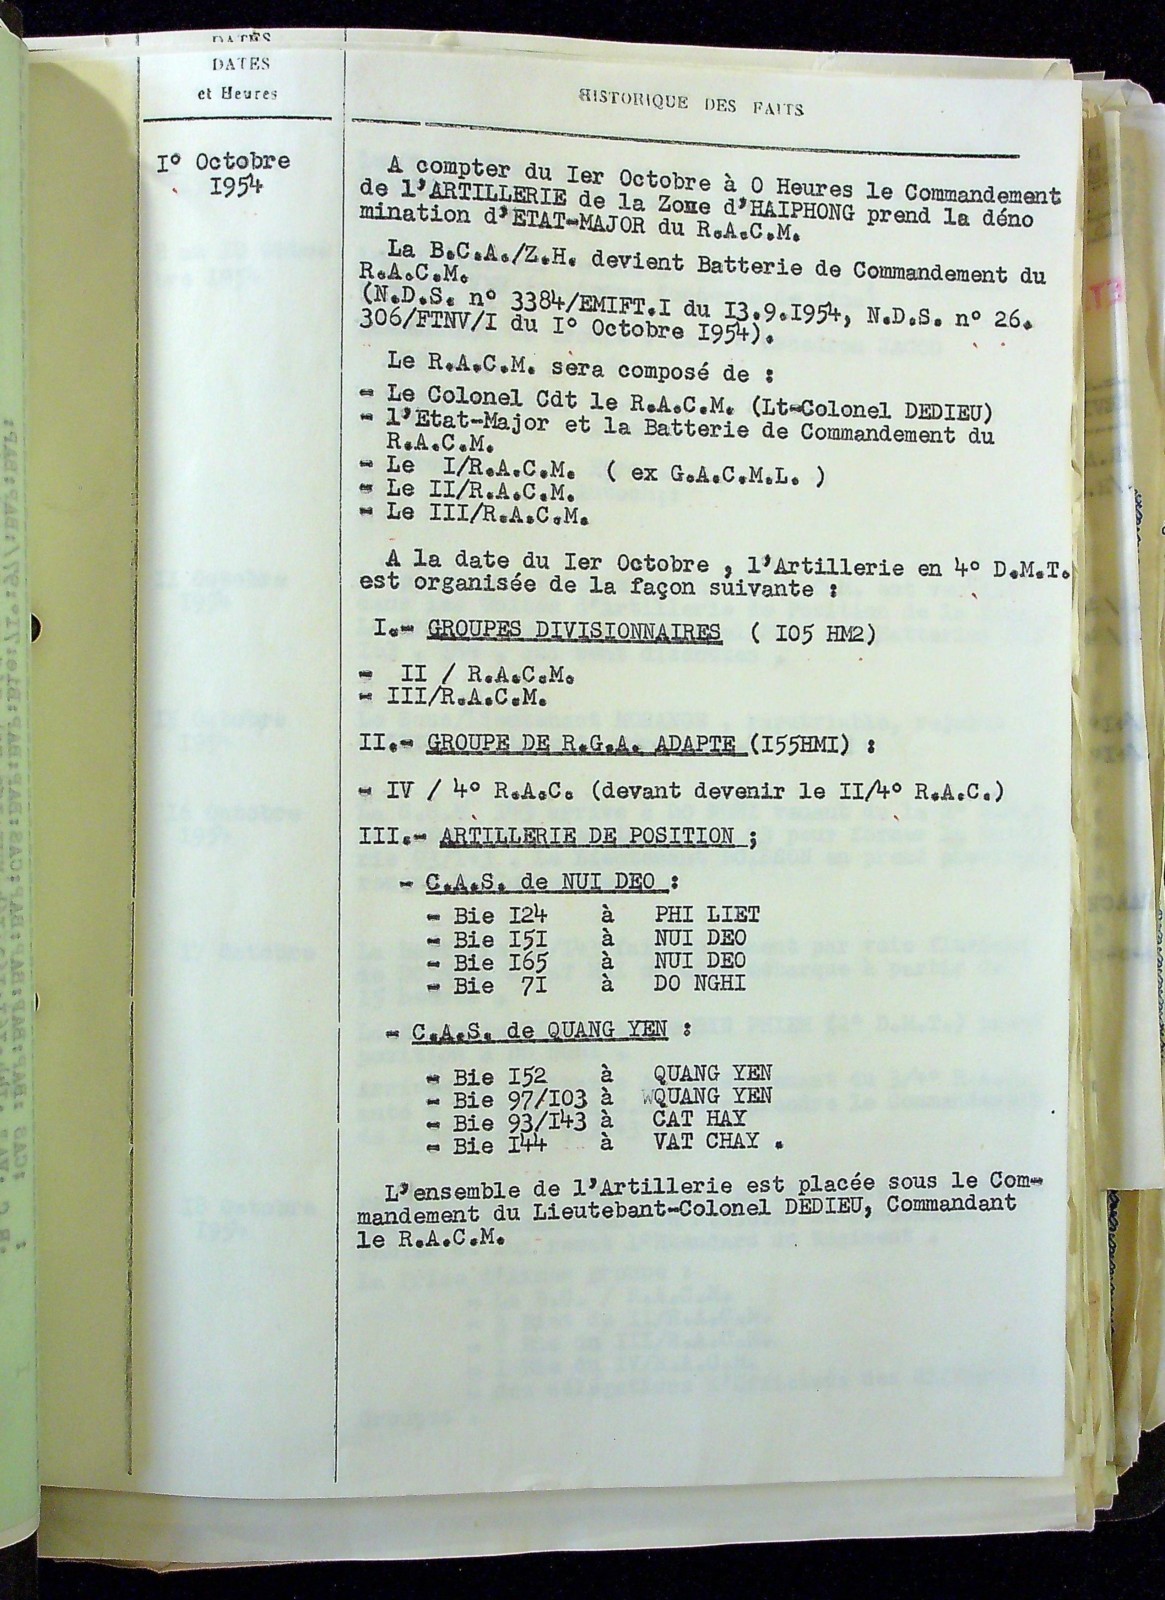 DATES
DATES
et Heures
HISTORIQUE DES FAITS
I° Octobre
1954
A compter du Ier Octobre à 0 Heures le Commandement
de l'ARTILLERIE de la Zone d'HAIPHONG prend la déno
mination d'ETAT-MAJOR du R.A.C.M.
La B.C.A./Z.H. devient Batterie de Commandement du
R.A.C.M.
(N.D.S. n° 3384/EMIFT.I du I3.9.I954, N.D.S. n° 26.
306/FTNV/I du I° Octobre I954).
Le R.A.C.M. sera composé de :
- Le Colonel Cdt le R.A.C.M. (Lt-Colonel DEDIEU)
- l'Etat-Major et la Batterie de Commandement du
R.A.C.M.
- Le I/R.A.C.M. ( ex G.A.C.M.L. )
- Le II/R.A.C.M.
- Le III/R.A.C.M.
A la date du Ier Octobre , l'Artillerie en 4° D.M.T.
est organisée de la façon suivante :
I.- GROUPES DIVISIONNAIRES ( I05 HM2)
- II / R.A.C.M.
- III/R.A.C.M.
II.- GROUPE DE R.G.A. ADAPTE (I55HMI) :
- IV / 4° R.A.C. (devant devenir le II/4° R.A.C.)
III.- ARTILLERIE DE POSITION ;
- C.A.S. de NUI DEO :
- Bie I24 à PHI LIET
- Bie I5I à NUI DEO
- Bie I65 à NUI DEO
- Bie 7I à DO NGHI
- C.A.S. de QUANG YEN :
- Bie I52 à QUANG YEN
- Bie 97/I03 à WQUANG YEN
- Bie 93/I43 à CAT HAY
- Bie I44 à VAT CHAY .
L'ensemble de l'Artillerie est placée sous le Com-
mandement du Lieutebant-Colonel DEDIEU, Commandant
le R.A.C.M.